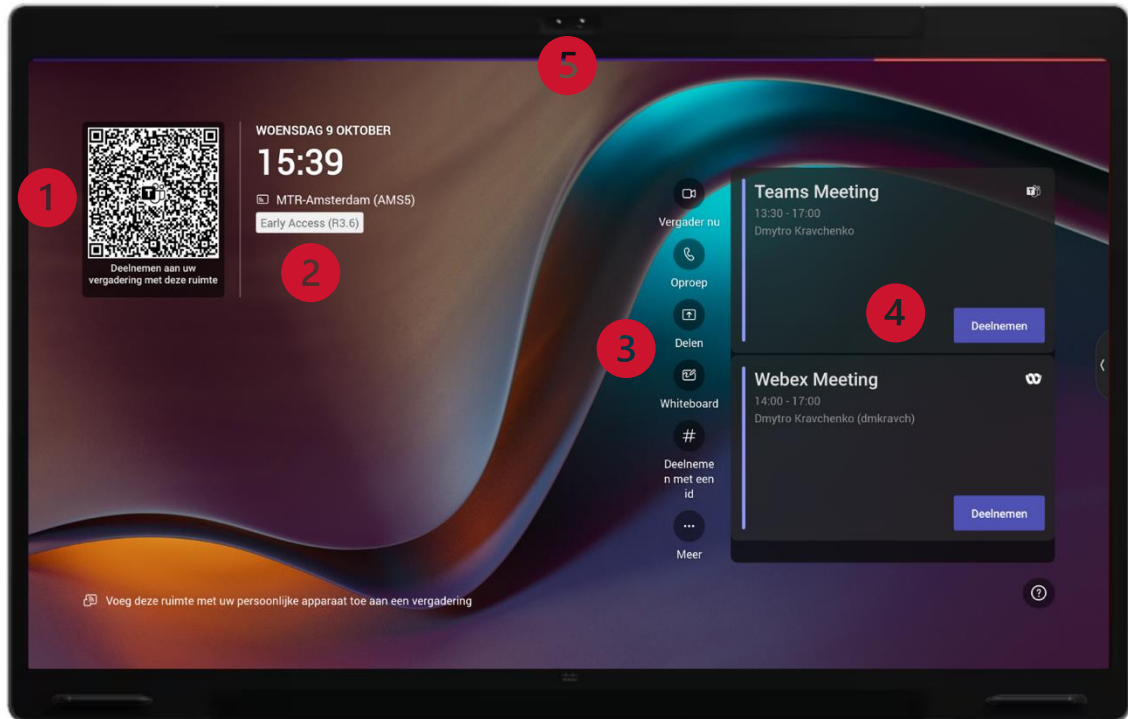 5
1
Deelnemen aan uw
vergadering met deze ruimte
WOENSDAG 9 OKTOBER
15:39
MTR-Amsterdam (AMS5)
Early Access (R3.6)
2
3
Vergader nu
Oproep
Delen
Whiteboard
#
Deelneme
n met een
id
Meer
Teams Meeting
13:30 - 17:00
Dmytro Kravchenko
4
Deelnemen
Webex Meeting
14:00 - 17:00
Dmytro Kravchenko (dmkravch)
Deelnemen
Voeg deze ruimte met uw persoonlijke apparaat toe aan een vergadering
?